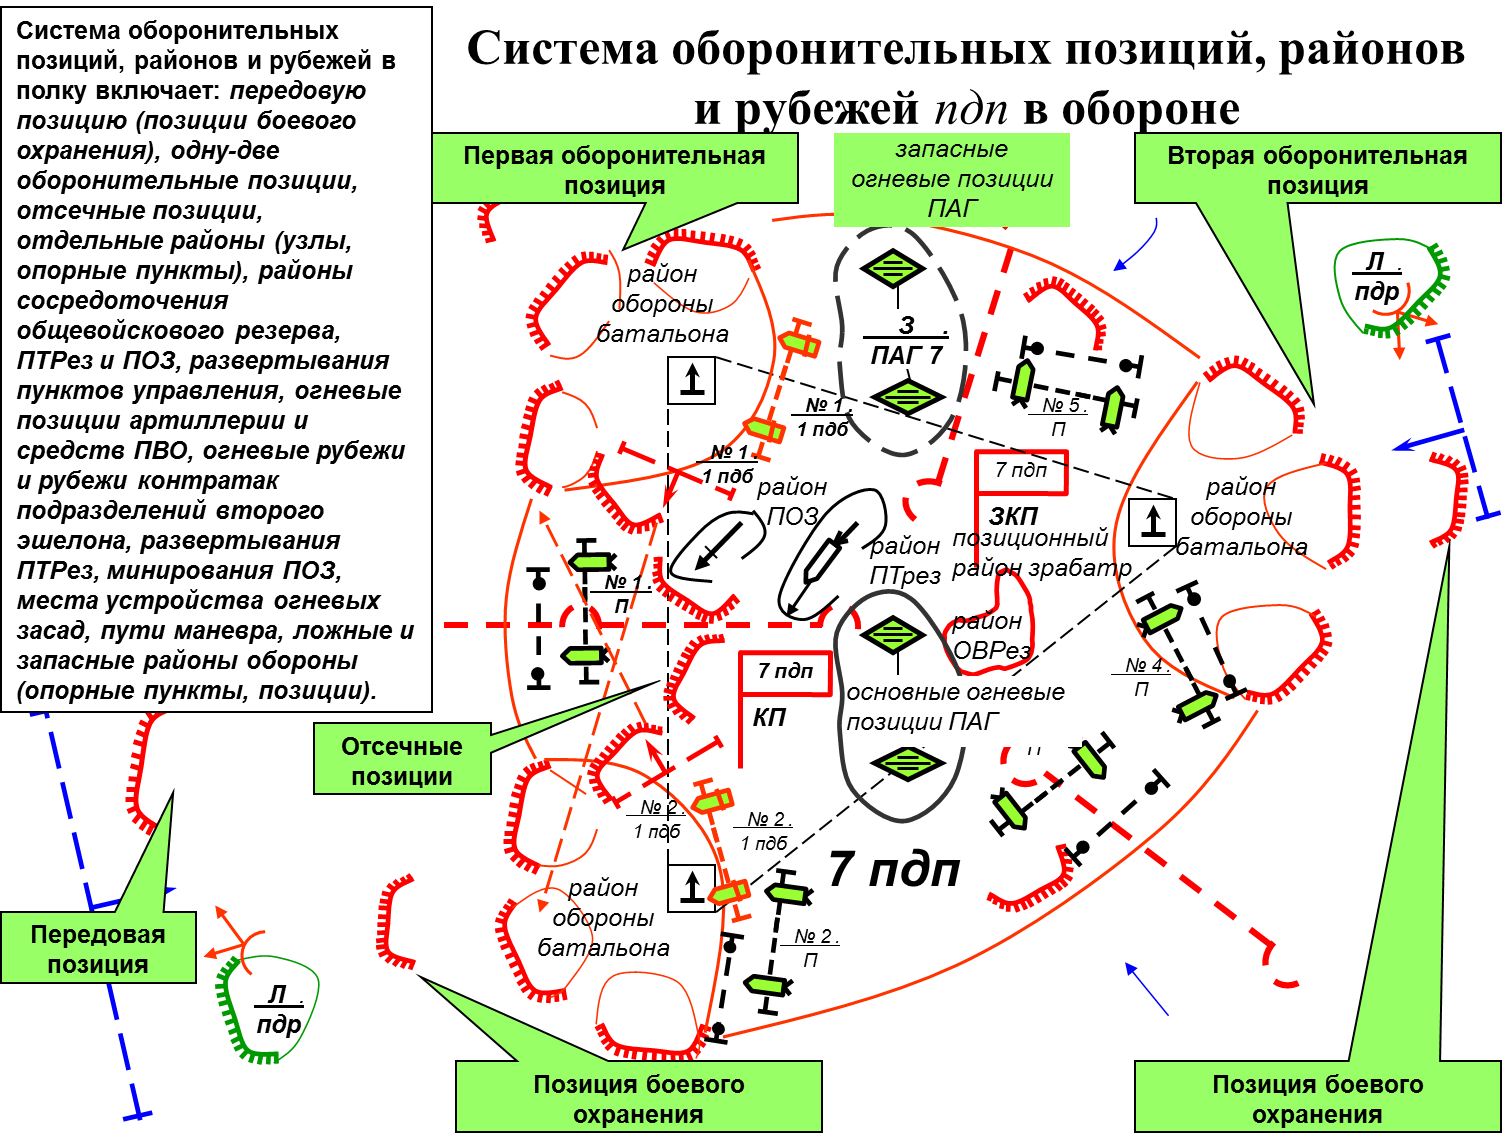 Система оборонительных позиций, районов
и рубежей пдп в обороне
Система оборонительных
позиций, районов и рубежей в
полку включает: передовую
позицию (позиции боевого
охранения), одну-две
оборонительные позиции,
отсечные позиции,
отдельные районы (узлы,
опорные пункты), районы
сосредоточения
общевойскового резерва,
ПТРез и ПОЗ, развертывания
пунктов управления, огневые
позиции артиллерии и
средств ПВО, огневые рубежи
и рубежи контратак
подразделений второго
эшелона, развертывания
ПТРез, минирования ПОЗ,
места устройства огневых
засад, пути маневра, ложные и
запасные районы обороны
(опорные пункты, позиции).
Первая оборонительная
позиция
запасные
огневые позиции
ПАГ
Вторая оборонительная
позиция
район
обороны
батальона
З .
ПАГ 7
Л .
пдр
№ 1 .
1 пдб
№ 1 .
1 пдб
№ 5 .
П
7 пдп
ЗКП
район
ПОЗ
район
ПТрез
позиционный
район зрабатр
район
обороны
батальона
№ 1 .
П
район
ОВРез
7 пдп
КП
основные огневые
позиции ПАГ
№ 4 .
П
П
Отсечные
позиции
№ 2 .
1 пдб
№ 2 .
1 пдб
7 пдп
район
обороны
батальона
№ 2 .
П
Передовая
позиция
Л .
пдр
Позиция боевого
охранения
Позиция боевого
охранения